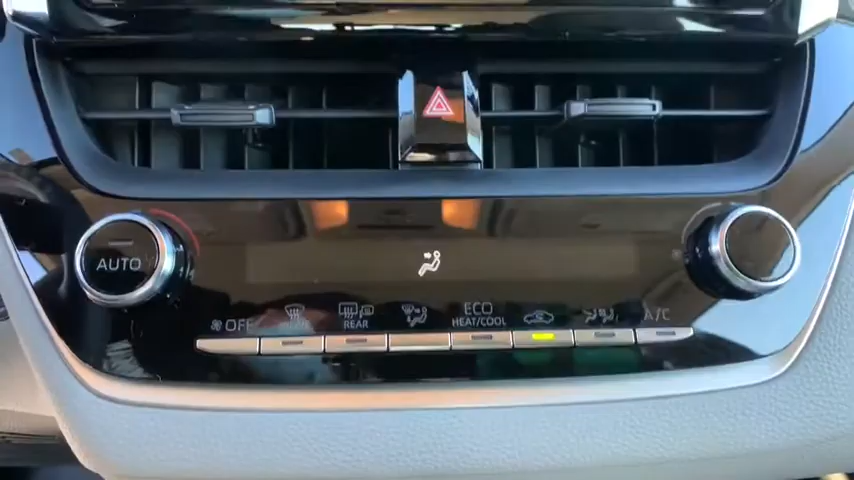 AUTO
OFF
REAR
ECO
HEAT/COOL
A/C